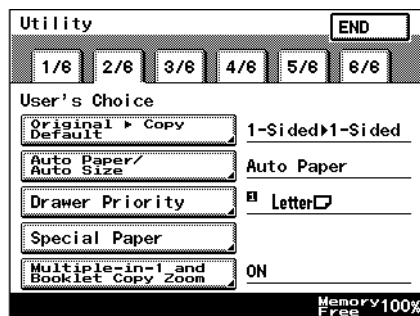 Utility
END
1/6 2/6 3/6 4/6 5/6 6/6
User's Choice
Original ▸ Copy
Default
1-Sided▸1-Sided
Auto Paper/
Auto Size
Auto Paper
Drawer Priority
1 Letter
Special Paper
Multiple-in-1 and
Booklet Copy Zoom
ON
Memory
Free 100%